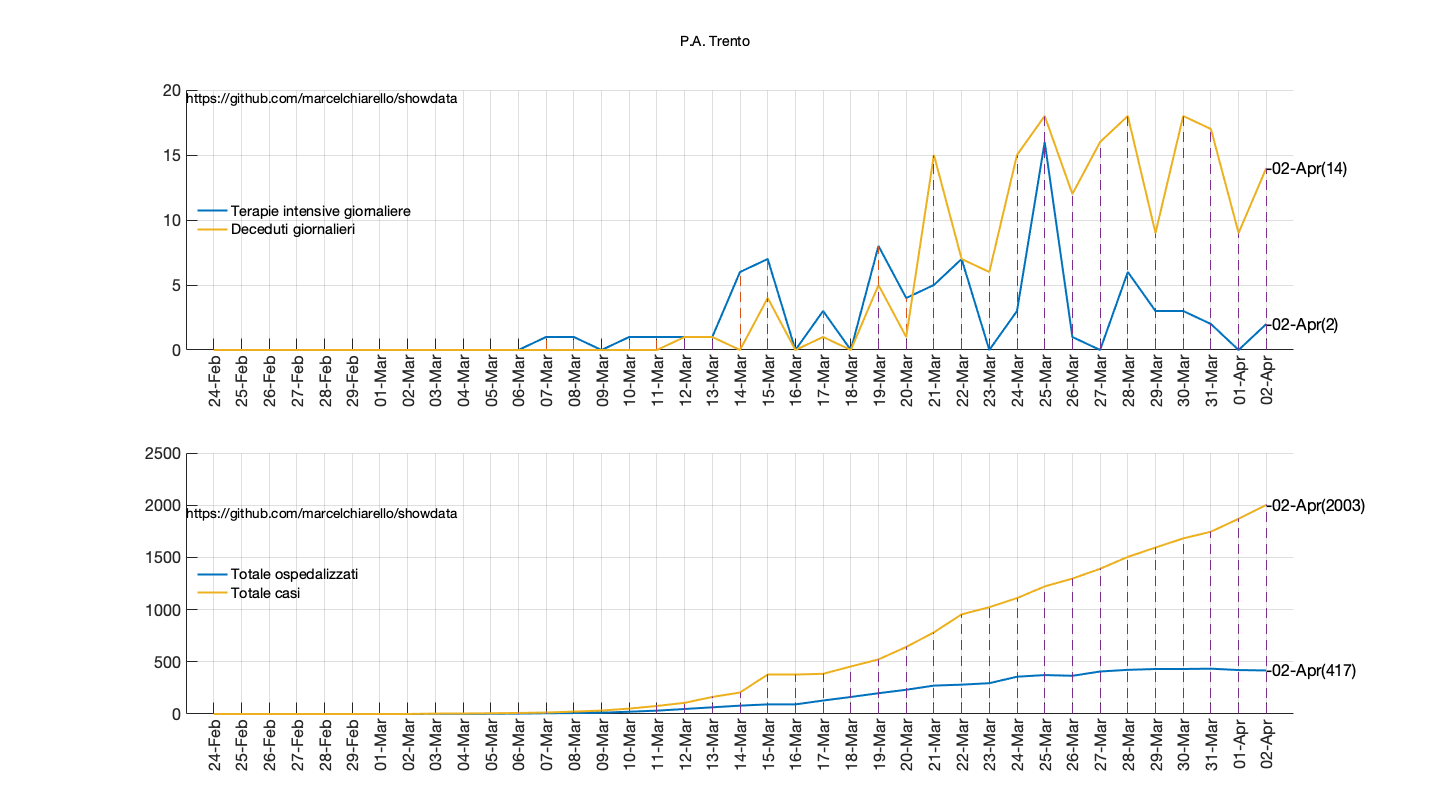 P.A. Trento
20
https://github.com/marcelchiarello/showdata
15
-02-Apr(14)
Terapie intensive giornaliere
10
Deceduti giornalieri
5
-02-Apr(2)
0
24-Feb
25-Feb
26-Feb
27-Feb
28-Feb
29-Feb
01-Mar
02-Mar
03-Mar
04-Mar
05-Mar
06-Mar
07-Mar
08-Mar
09-Mar
10-Mar
11-Mar
12-Mar
13-Mar
14-Mar
15-Mar
16-Mar
17-Mar
18-Mar
19-Mar
20-Mar
21-Mar
22-Mar
23-Mar
24-Mar
25-Mar
26-Mar
27-Mar
28-Mar
29-Mar
30-Mar
31-Mar
01-Apr
02-Apr
2500
2000
-02-Apr(2003)
https://github.com/marcelchiarello/showdata
1500
Totale ospedalizzati
Totale casi
1000
500
-02-Apr(417)
0
24-Feb
25-Feb
26-Feb
27-Feb
28-Feb
29-Feb
01-Mar
02-Mar
03-Mar
04-Mar
05-Mar
06-Mar
07-Mar
08-Mar
09-Mar
10-Mar
11-Mar
12-Mar
13-Mar
14-Mar
15-Mar
16-Mar
17-Mar
18-Mar
19-Mar
20-Mar
21-Mar
22-Mar
23-Mar
24-Mar
25-Mar
26-Mar
27-Mar
28-Mar
29-Mar
30-Mar
31-Mar
01-Apr
02-Apr